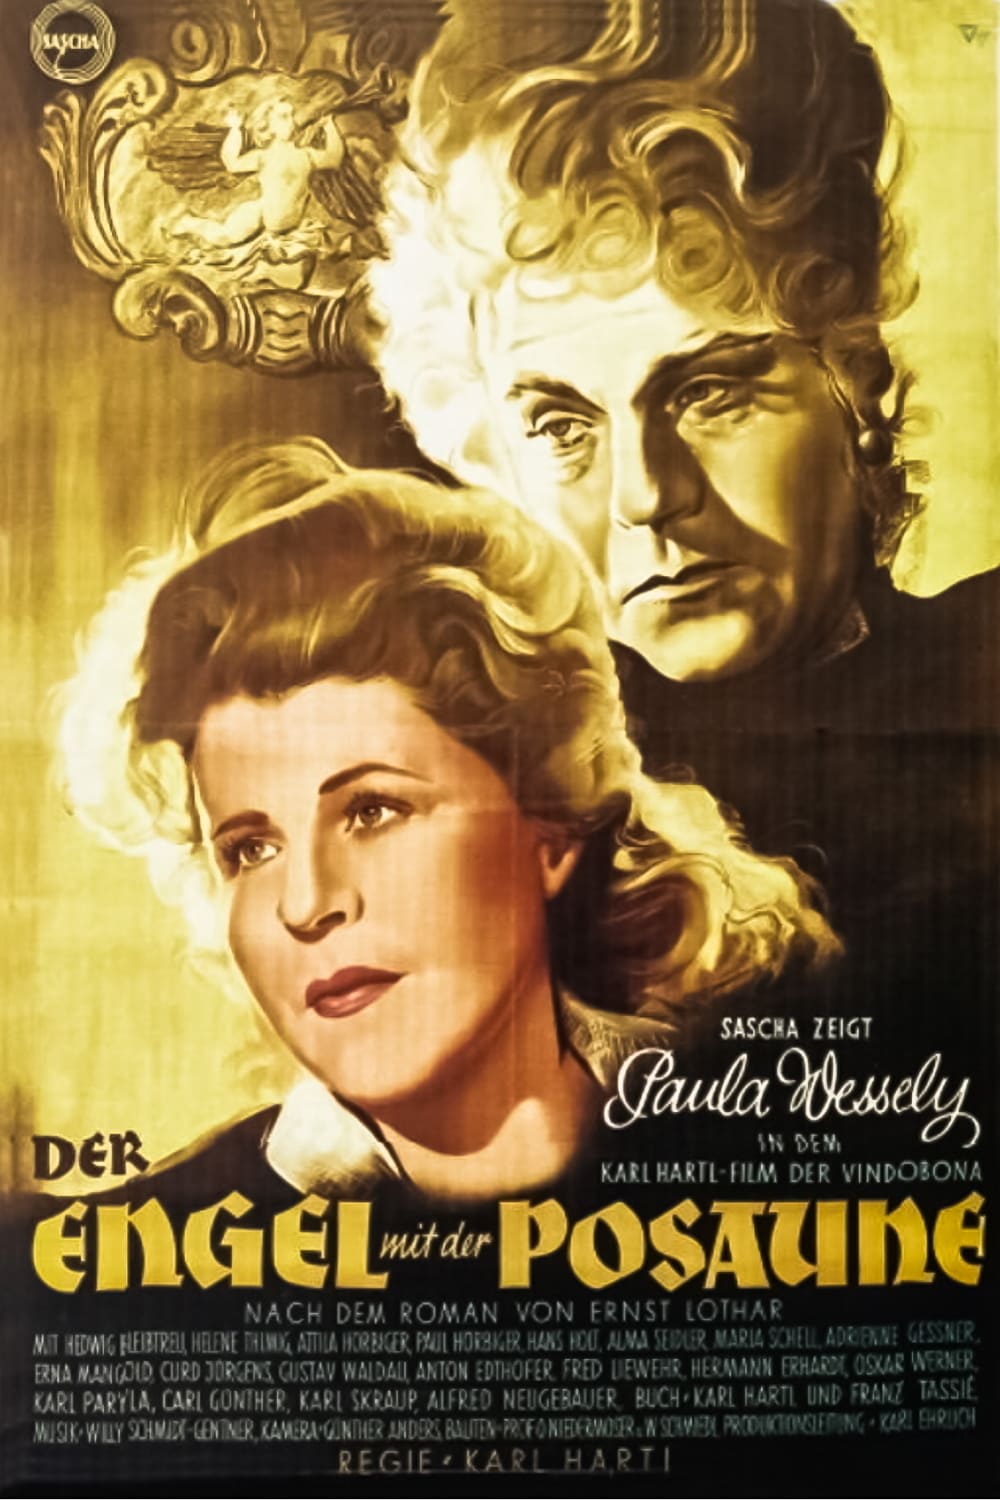 SASCHA
SASCHA ZEIGT
Paula Wessely
IN DEM
KARL HARTL-FILM DER VINDOBONA
DER
ENGEL mit der POSAUNE
NACH DEM ROMAN VON ERNST LOTHAR
MIT HEDWIG BLEIBTREU, HELENE THIMIG, ATTILA HÖRBIGER, PAUL HÖRBIGER, HANS HOLT, ALMA SEIDLER, MARIA SCHELL, ADRIENNE GESSNER,
ERNA MANGOLD, CURD JÜRGENS, GUSTAV WALDAU, ANTON EDTHOFER, FRED LIEWEHR, HERMANN ERHARDT, OSKAR WERNER,
KARL PARYLA, CARL GÜNTHER, KARL SKRAUP, ALFRED NEUGEBAUER, BUCH · KARL HARTL UND FRANZ TASSIÉ
MUSIK · WILLY SCHMIDT-GENTNER, KAMERA · GÜNTHER ANDERS, BAUTEN · PROF O NIEDERMOSER u W SCHMIEDL PRODUKTIONSLEITUNG · KARL EHRLICH
REGIE · KARL HARTL